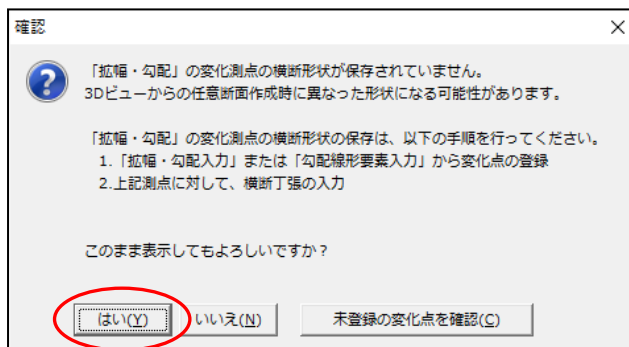 確認
「拡幅・勾配」の変化測点の横断形状が保存されていません。
3Dビューからの任意断面作成時に異なった形状になる可能性があります。
「拡幅・勾配」の変化測点の横断形状の保存は、以下の手順を行ってください。
1.「拡幅・勾配入力」または「勾配線形要素入力」から変化点の登録
2.上記測点に対して、横断丁張の入力
このまま表示してもよろしいですか？
はい(Y) いいえ(N) 未登録の変化点を確認(C)